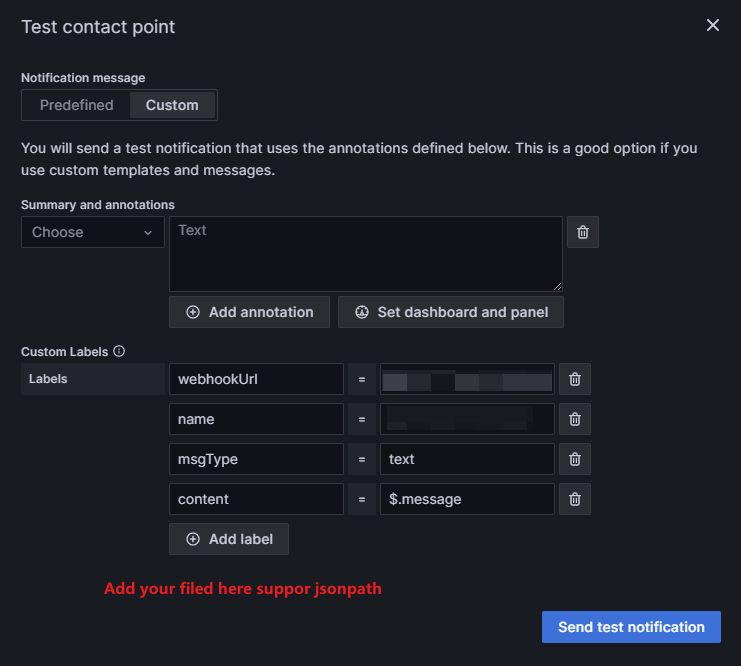 Test contact point
Notification message
Predefined
Custom
You will send a test notification that uses the annotations defined below. This is a good option if you
use custom templates and messages.
Summary and annotations
Choose
Text
Add annotation
Set dashboard and panel
Custom Labels
Labels
webhookUrl
=
name
=
msgType
=
text
content
=
$.message
Add label
Add your filed here suppor jsonpath
Send test notification